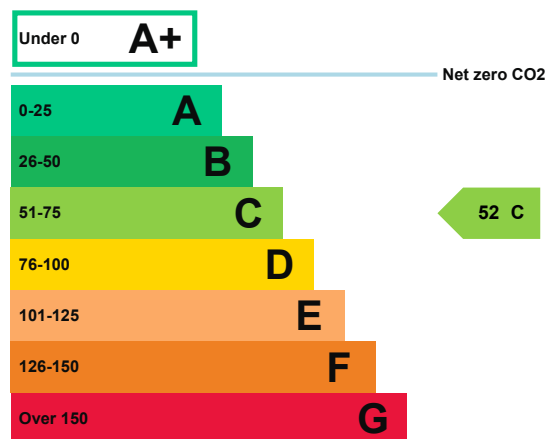 Under 0 A+
Net zero CO2
0-25 A
26-50 B
51-75 C
52 C
76-100 D
101-125 E
126-150 F
Over 150 G